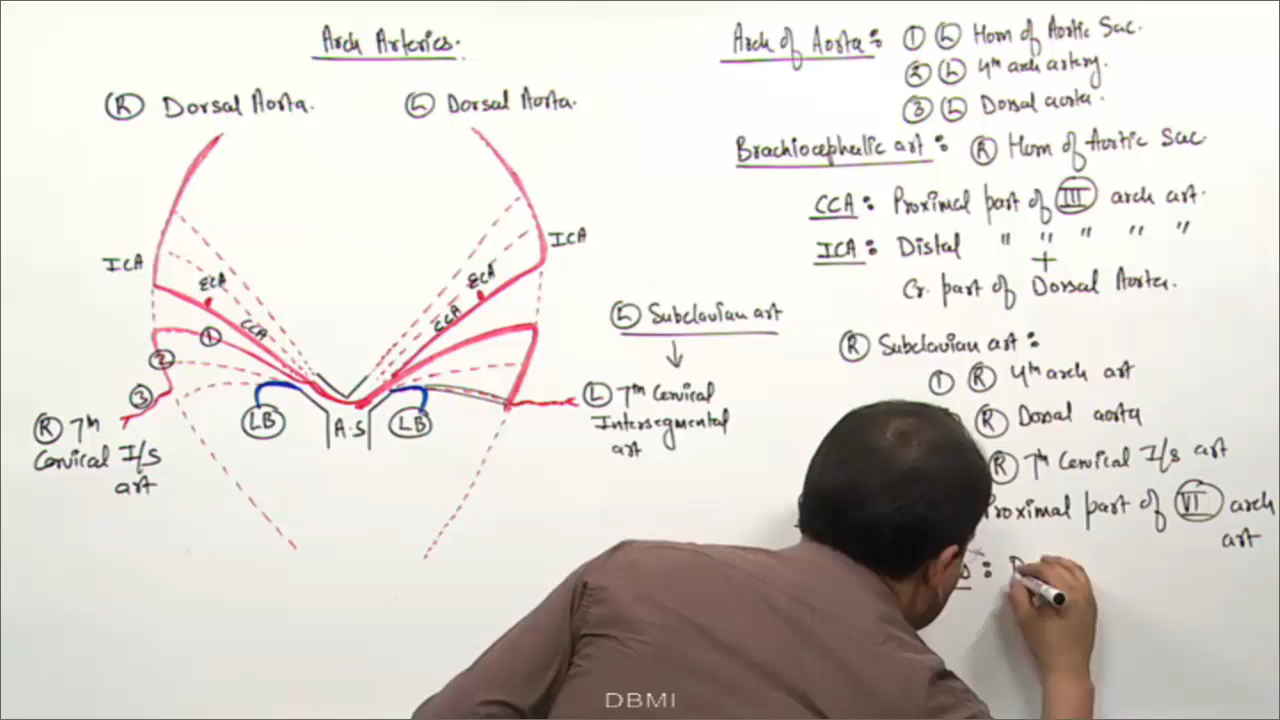 Arch Arteries.
Ⓡ Dorsal Aorta.
Ⓛ Dorsal Aorta.
ICA
ICA
ECA
ECA
CCA
CCA
①
②
③
Ⓡ 7th
Cervical I/s
art
LB
A.S
LB
Ⓛ Subclavian art
Ⓛ 7th Cervical
Intersegmental
art
Arch of Aorta: ① Ⓛ Horn of Aortic Sac.
② Ⓛ 4th arch artery.
③ Ⓛ Dorsal aorta.
Brachiocephalic art: Ⓡ Horn of Aortic Sac
CCA: Proximal part of III arch art.
ICA: Distal " " " " "
+
Cr. part of Dorsal Aorta.
Ⓡ Subclavian art:
① Ⓡ 4th arch art
Ⓡ Dorsal aorta
Ⓡ 7th Cervical I/s art
Proximal part of VI arch
art
DBMI